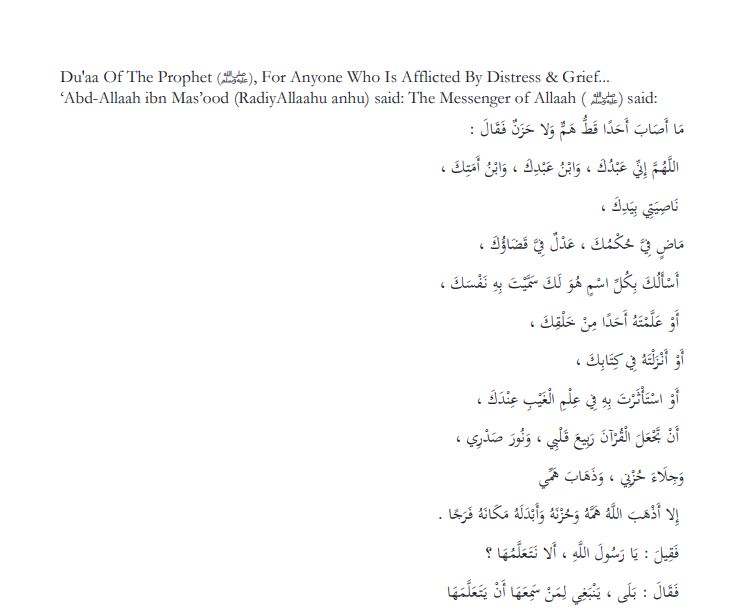 Du'aa Of The Prophet (ﷺ), For Anyone Who Is Afflicted By Distress & Grief...
‘Abd-Allaah ibn Mas’ood (RadiyAllaahu anhu) said: The Messenger of Allaah ( ﷺ) said:
مَا أَصَابَ أَحَدًا قَطُّ هَمٌّ وَلا حَزَنٌ فَقَالَ :
اللَّهُمَّ إِنِّي عَبْدُكَ ، وَابْنُ عَبْدِكَ ، وَابْنُ أَمَتِكَ ،
نَاصِيَتِي بِيَدِكَ ،
مَاضٍ فِيَّ حُكْمُكَ ، عَدْلٌ فِيَّ قَضَاؤُكَ ،
أَسْأَلُكَ بِكُلِّ اسْمٍ هُوَ لَكَ سَمَّيْتَ بِهِ نَفْسَكَ ،
أَوْ عَلَّمْتَهُ أَحَدًا مِنْ خَلْقِكَ ،
أَوْ أَنْزَلْتَهُ فِي كِتَابِكَ ،
أَوْ اسْتَأْثَرْتَ بِهِ فِي عِلْمِ الْغَيْبِ عِنْدَكَ ،
أَنْ تَجْعَلَ الْقُرْآنَ رَبِيعَ قَلْبِي ، وَنُورَ صَدْرِي ،
وَجِلَاءَ حُزْنِي ، وَذَهَابَ هَمِّي
إِلا أَذْهَبَ اللَّهُ هَمَّهُ وَحُزْنَهُ وَأَبْدَلَهُ مَكَانَهُ فَرَجًا .
فَقِيلَ : يَا رَسُولَ اللَّهِ ، أَلا نَتَعَلَّمُهَا ؟
فَقَالَ : بَلَى ، يَنْبَغِي لِمَنْ سَمِعَهَا أَنْ يَتَعَلَّمَهَا